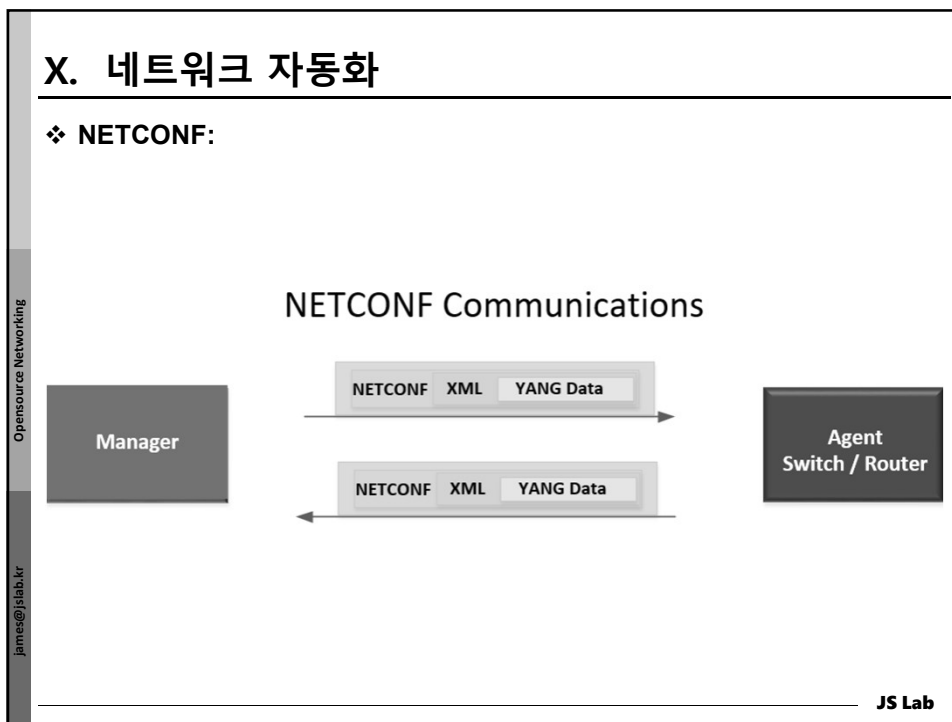 X. 네트워크 자동화
❖ NETCONF:
NETCONF Communications
NETCONF XML YANG Data
Manager
Agent
Switch / Router
NETCONF XML YANG Data
Opensource Networking
james@jslab.kr
JS Lab